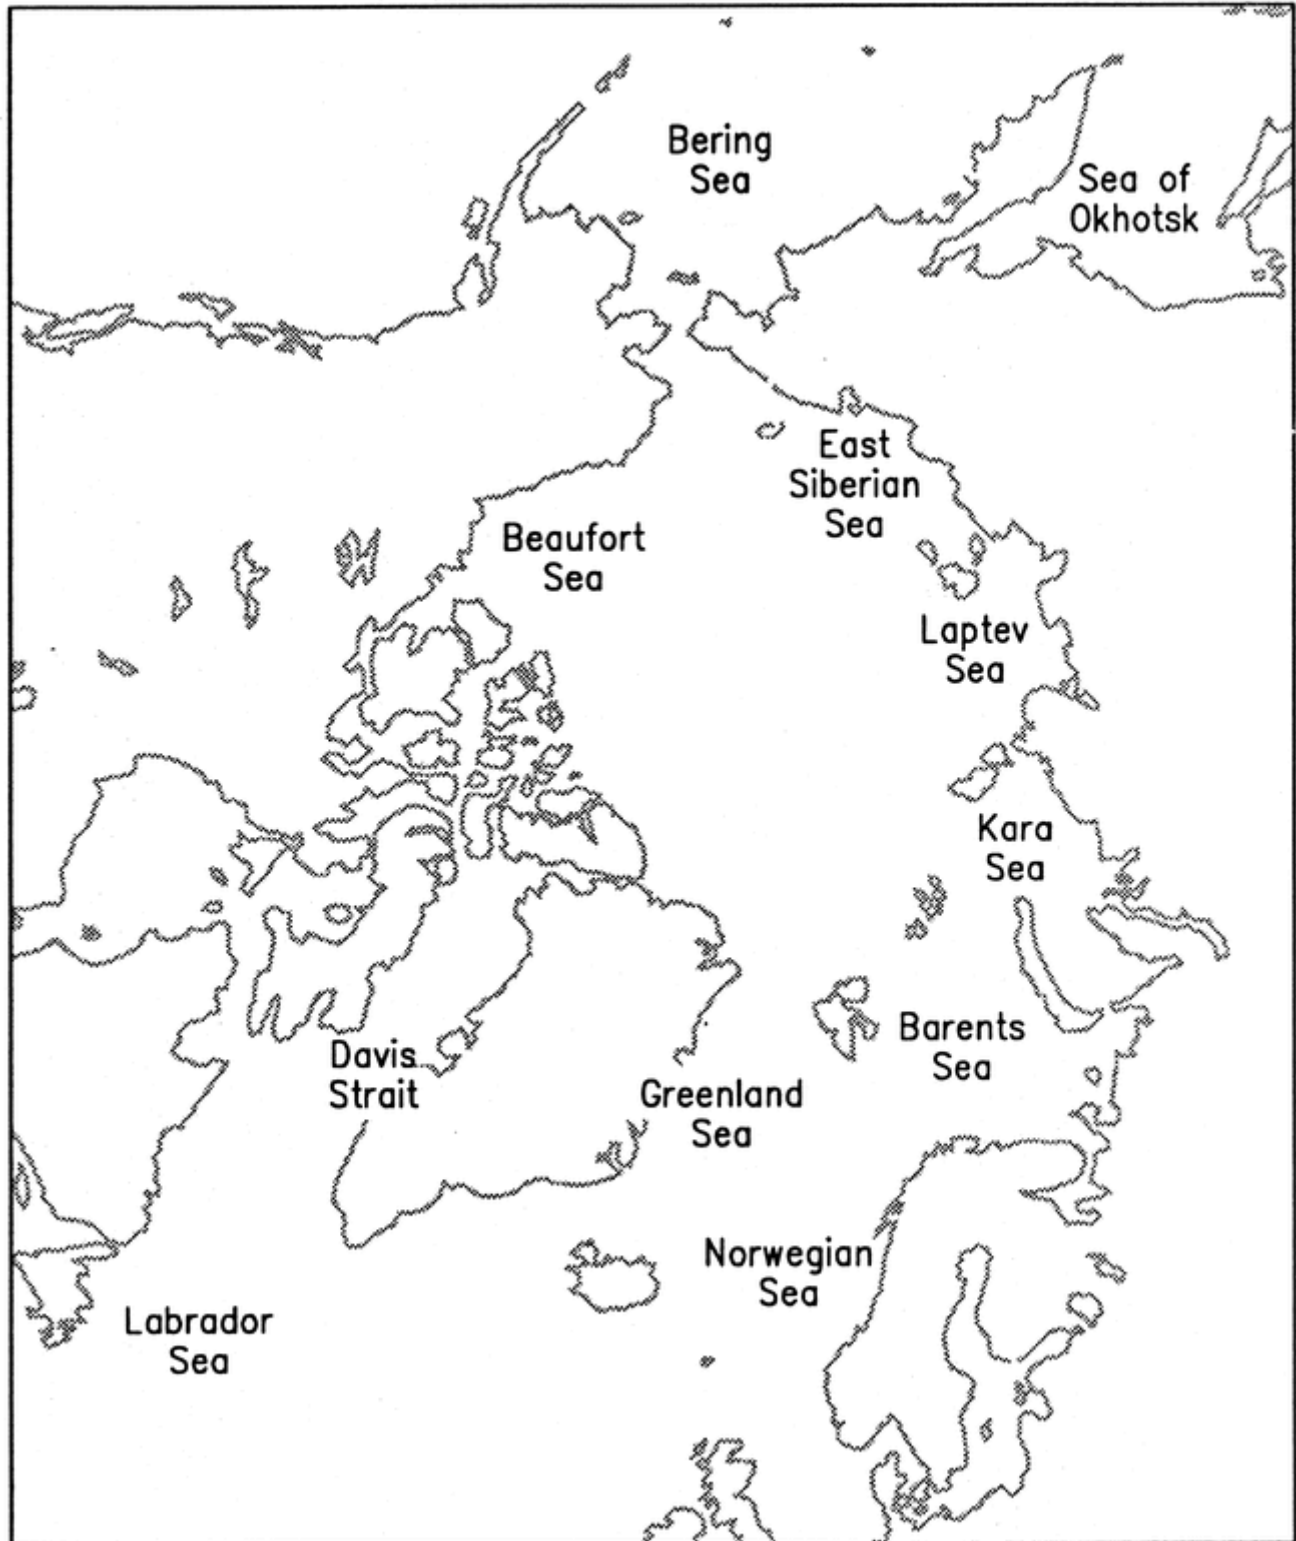 Bering
Sea
Sea of
Okhotsk
East
Siberian
Sea
Beaufort
Sea
Laptev
Sea
Kara
Sea
Barents
Sea
Davis
Strait
Greenland
Sea
Norwegian
Sea
Labrador
Sea